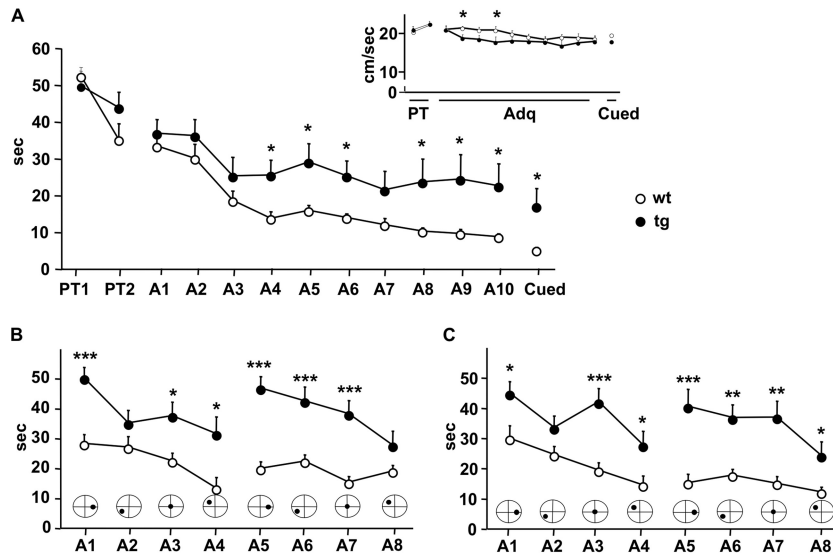 A
* *
cm/sec
10
0
PT Adq Cued
60
50
40
30
20
10
0
sec
* * * * * * *
PT1 PT2 A1 A2 A3 A4 A5 A6 A7 A8 A9 A10 Cued
wt
tg
B
*** * * *** *** ***
50
40
30
20
10
0
sec
A1 A2 A3 A4 A5 A6 A7 A8
C
* *** * *** ** ** *
50
40
30
20
10
0
sec
A1 A2 A3 A4 A5 A6 A7 A8